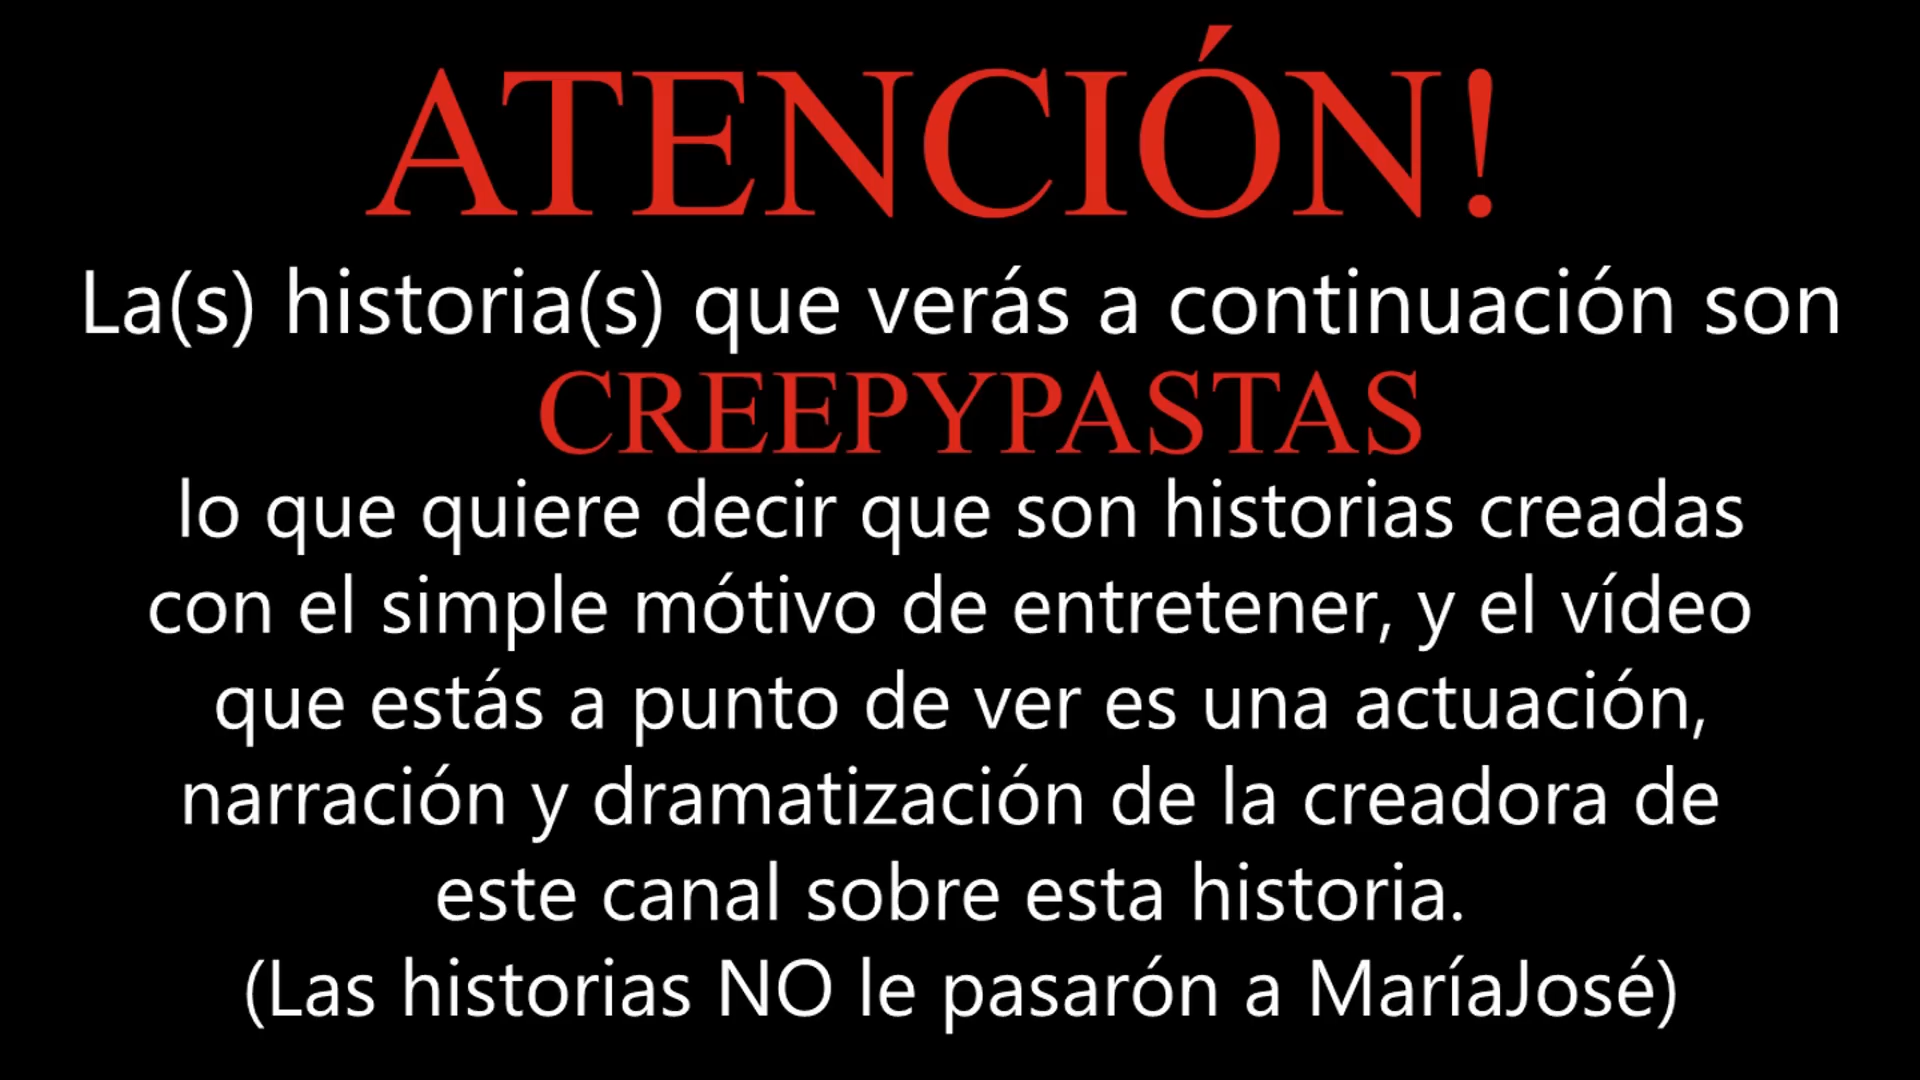 ATENCIÓN!
La(s) historia(s) que verás a continuación son
CREEPYPASTAS
lo que quiere decir que son historias creadas
con el simple mótivo de entretener, y el vídeo
que estás a punto de ver es una actuación,
narración y dramatización de la creadora de
este canal sobre esta historia.
(Las historias NO le pasarón a MaríaJosé)